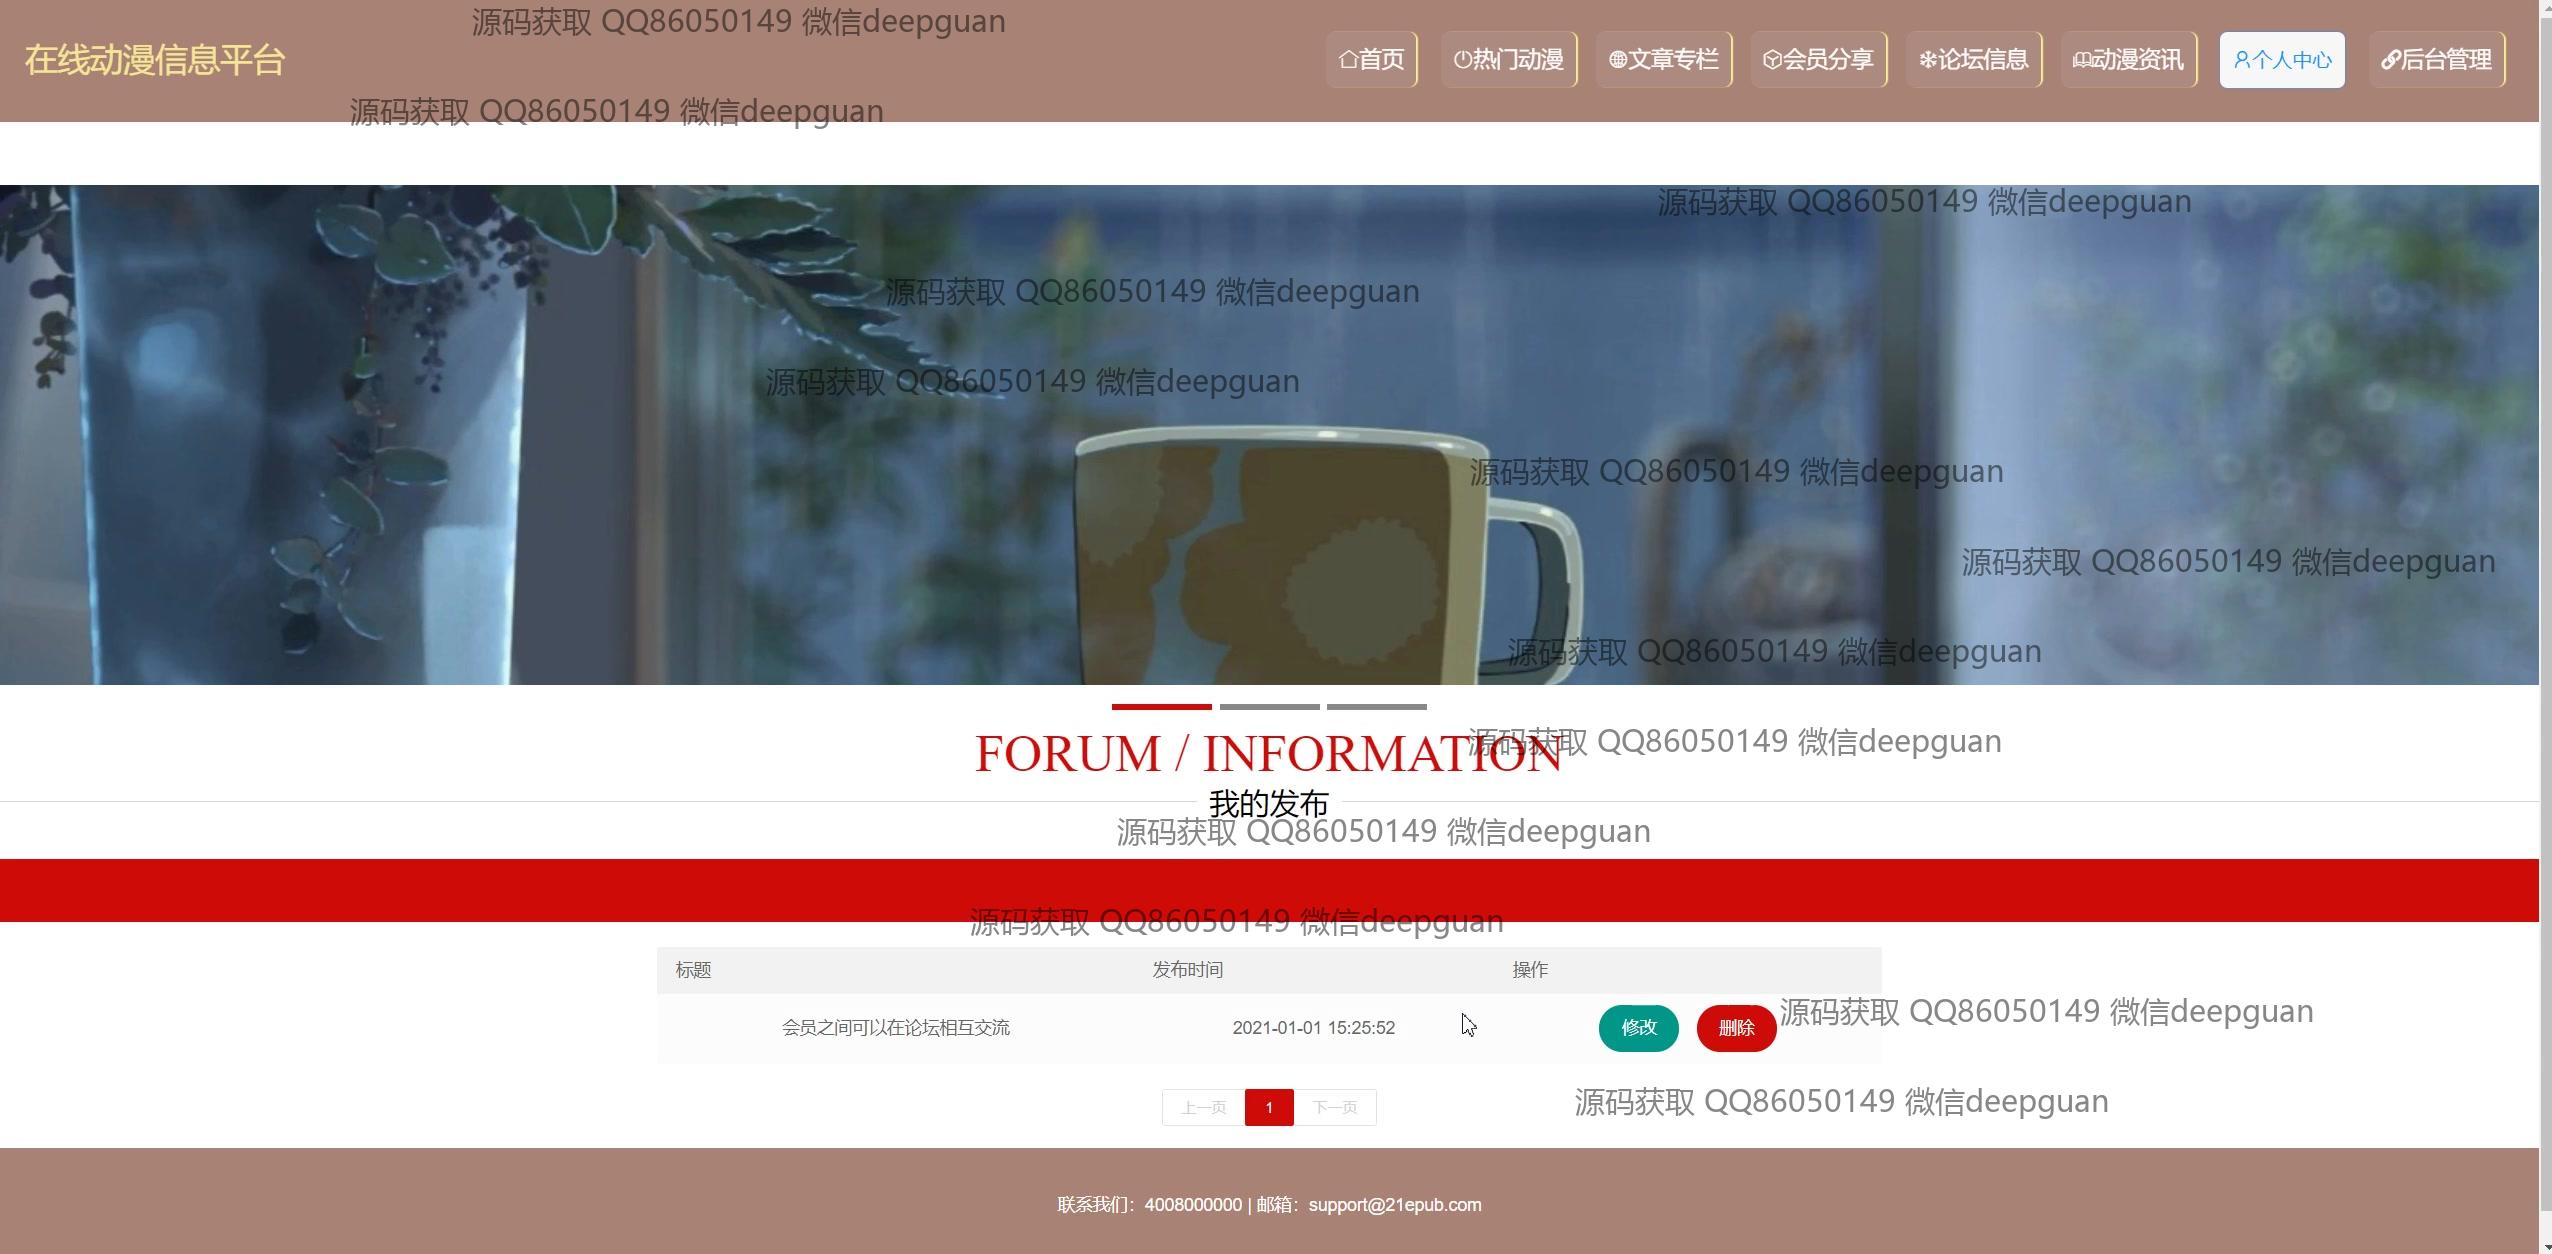 源码获取 QQ86050149 微信deepguan
在线动漫信息平台
首页 热门动漫 文章专栏 会员分享 论坛信息 动漫资讯 个人中心 后台管理
源码获取 QQ86050149 微信deepguan
源码获取 QQ86050149 微信deepguan
源码获取 QQ86050149 微信deepguan
源码获取 QQ86050149 微信deepguan
源码获取 QQ86050149 微信deepguan
源码获取 QQ86050149 微信deepguan
源码获取 QQ86050149 微信deepguan
源码获取 QQ86050149 微信deepguan
FORUM / INFORMATION
我的发布
源码获取 QQ86050149 微信deepguan
源码获取 QQ86050149 微信deepguan
标题 发布时间 操作
源码获取 QQ86050149 微信deepguan
会员之间可以在论坛相互交流 2021-01-01 15:25:52 修改 删除
源码获取 QQ86050149 微信deepguan
上一页 1 下一页
联系我们：4008000000 | 邮箱：support@21epub.com